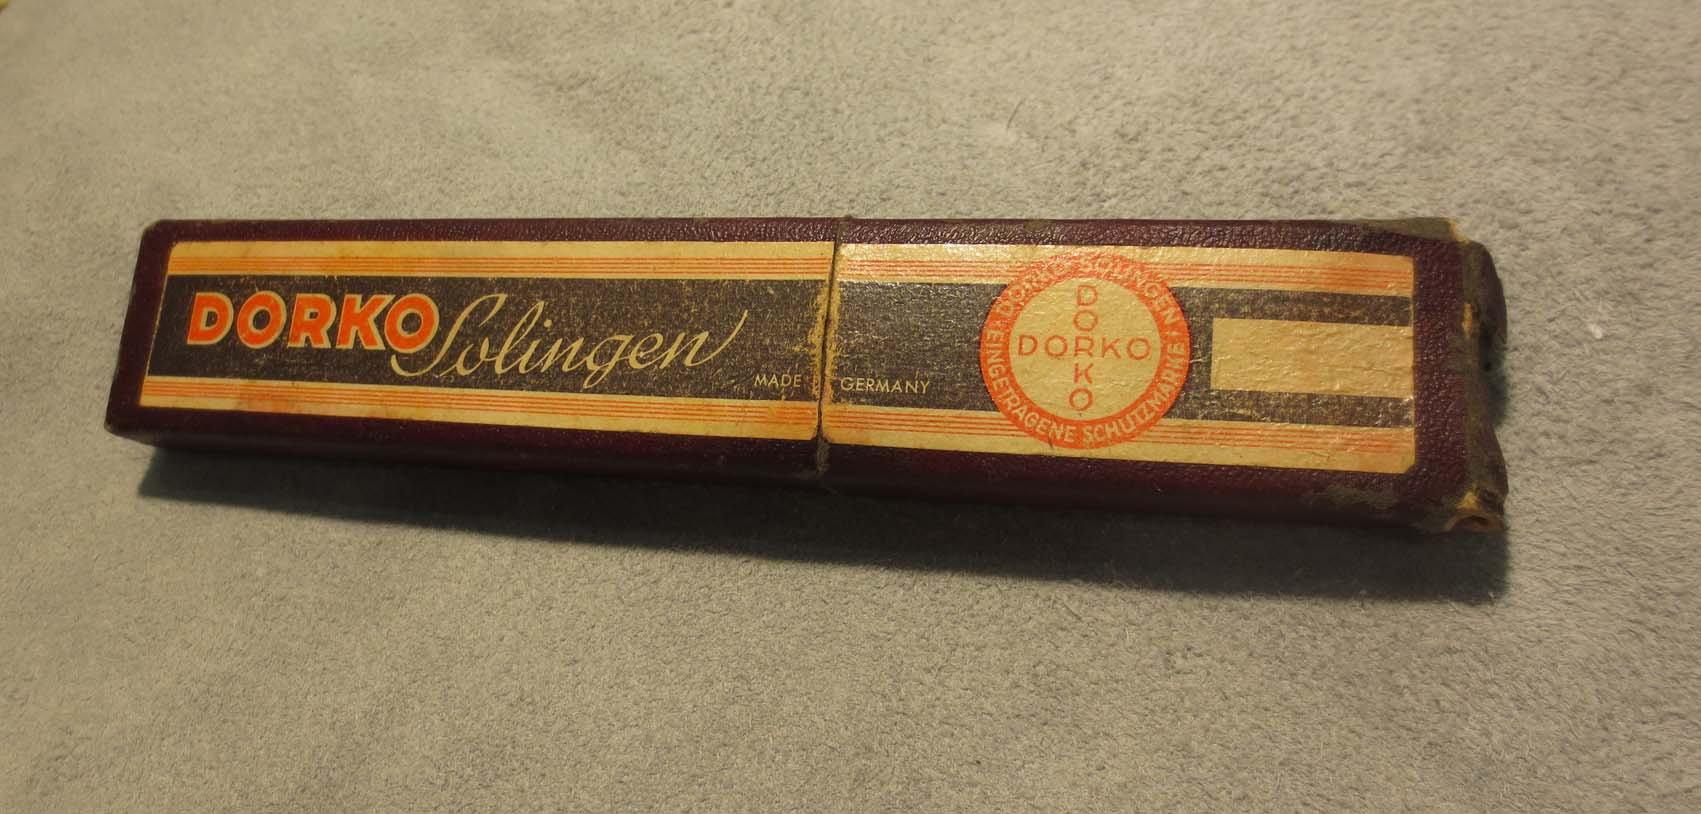 DORKO Solingen
MADE GERMANY
DORKO SOLINGEN
EINGETRAGENE SCHUTZMARKE
DORKO
DORKO